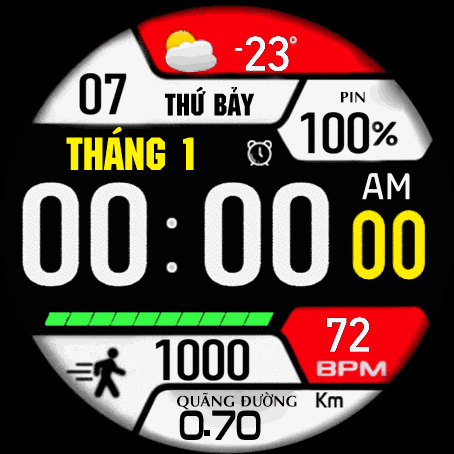 -23°
07
THỨ BẢY
PIN
100%
THÁNG 1
00:00
AM
00
72
BPM
1000
QUÃNG ĐƯỜNG Km
0.70